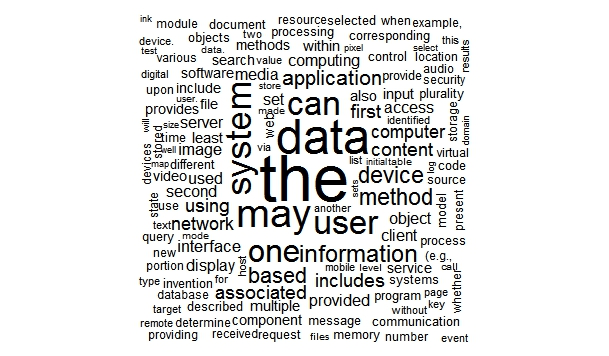 ink module document resource selected when example,
device. objects two processing corresponding this
test data. methods within pixel select results
various search value computing control location
digital software media application provide audio security
upon include store set also input plurality
user. file made can first access identified storage domain
provides system web data
will size server computer
stored time least via content virtual
devices well image list initial table log code
map different the sets device source
video used
second method model present
state use using may another user object
text network client
query mode interface one information process
new host (e.g.,
portion display based mobile level service call whether
type invention for includes systems
database associated provided program page
target described multiple without key
remote determine component message communication
providing received request files memory number event